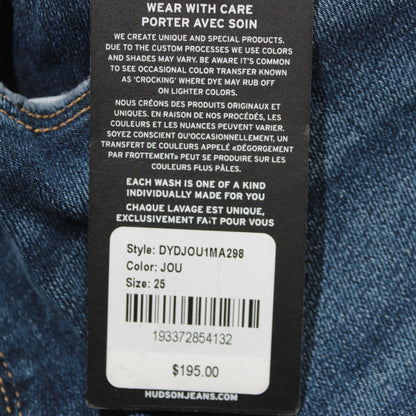 WEAR WITH CARE
PORTER AVEC SOIN
WE CREATE UNIQUE AND SPECIAL PRODUCTS.
DUE TO THE CUSTOM PROCESSES WE USE COLORS
AND SHADES MAY VARY. BE AWARE IT'S COMMON
TO SEE OCCASIONAL COLOR TRANSFER KNOWN
AS 'CROCKING' WHERE DYE MAY RUB OFF
ON LIGHTER COLORS.
NOUS CRÉONS DES PRODUITS ORIGINAUX ET
UNIQUES. EN RAISON DE NOS PROCÉDÉS, LES
COULEURS ET LES NUANCES PEUVENT VARIER.
SOYEZ CONSCIENT QU'OCCASIONNELLEMENT, UN
TRANSFERT DE COULEURS APPELÉ «DÉGORGEMENT
PAR FROTTEMENT» PEUT SE PRODUIRE SUR LES
COULEURS PLUS PÂLES.
EACH WASH IS ONE OF A KIND
INDIVIDUALLY MADE FOR YOU
CHAQUE LAVAGE EST UNIQUE,
EXCLUSIVEMENT FAIT POUR VOUS
Style: DYDJOU1MA298
Color: JOU
Size: 25
193372854132
$195.00
HUDSONJEANS.COM